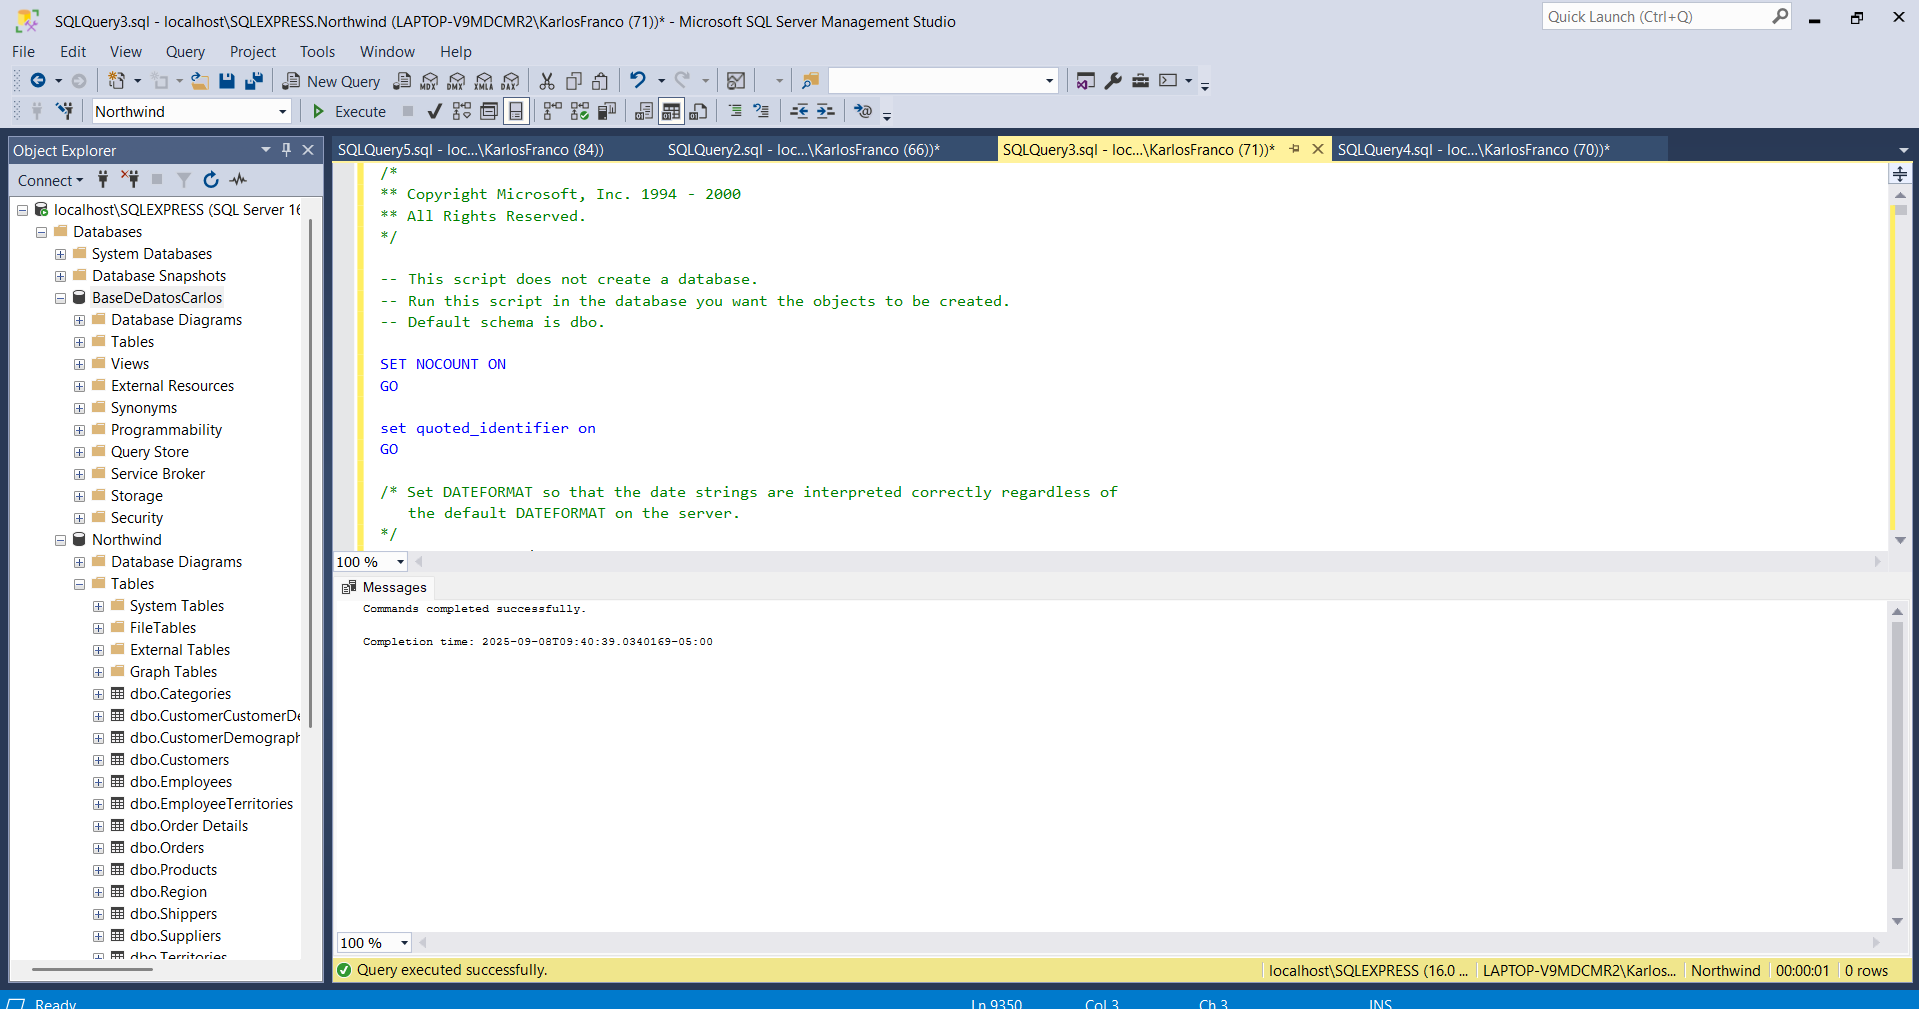 SQLQuery3.sql - localhost\SQLEXPRESS.Northwind (LAPTOP-V9MDCMR2\KarlosFranco (71))* - Microsoft SQL Server Management Studio
Quick Launch (Ctrl+Q)
File Edit View Query Project Tools Window Help
New Query MDX DMX XMLA DAX
Northwind Execute
Object Explorer
Connect
localhost\SQLEXPRESS (SQL Server 16
Databases
System Databases
Database Snapshots
BaseDeDatosCarlos
Database Diagrams
Tables
Views
External Resources
Synonyms
Programmability
Query Store
Service Broker
Storage
Security
Northwind
Database Diagrams
Tables
System Tables
FileTables
External Tables
Graph Tables
dbo.Categories
dbo.CustomerCustomerDe
dbo.CustomerDemograph
dbo.Customers
dbo.Employees
dbo.EmployeeTerritories
dbo.Order Details
dbo.Orders
dbo.Products
dbo.Region
dbo.Shippers
dbo.Suppliers
dbo.Territories
SQLQuery5.sql - loc...\KarlosFranco (84)) SQLQuery2.sql - loc...\KarlosFranco (66))* SQLQuery3.sql - loc...\KarlosFranco (71))* SQLQuery4.sql - loc...\KarlosFranco (70))*
/*
** Copyright Microsoft, Inc. 1994 - 2000
** All Rights Reserved.
*/
-- This script does not create a database.
-- Run this script in the database you want the objects to be created.
-- Default schema is dbo.
SET NOCOUNT ON
GO
set quoted_identifier on
GO
/* Set DATEFORMAT so that the date strings are interpreted correctly regardless of
the default DATEFORMAT on the server.
*/
100 %
Messages
Commands completed successfully.
Completion time: 2025-09-08T09:40:39.0340169-05:00
100 %
Query executed successfully. localhost\SQLEXPRESS (16.0 ... LAPTOP-V9MDCMR2\Karlos... Northwind 00:00:01 0 rows
Ready Ln 9350 Col 3 Ch 3 INS